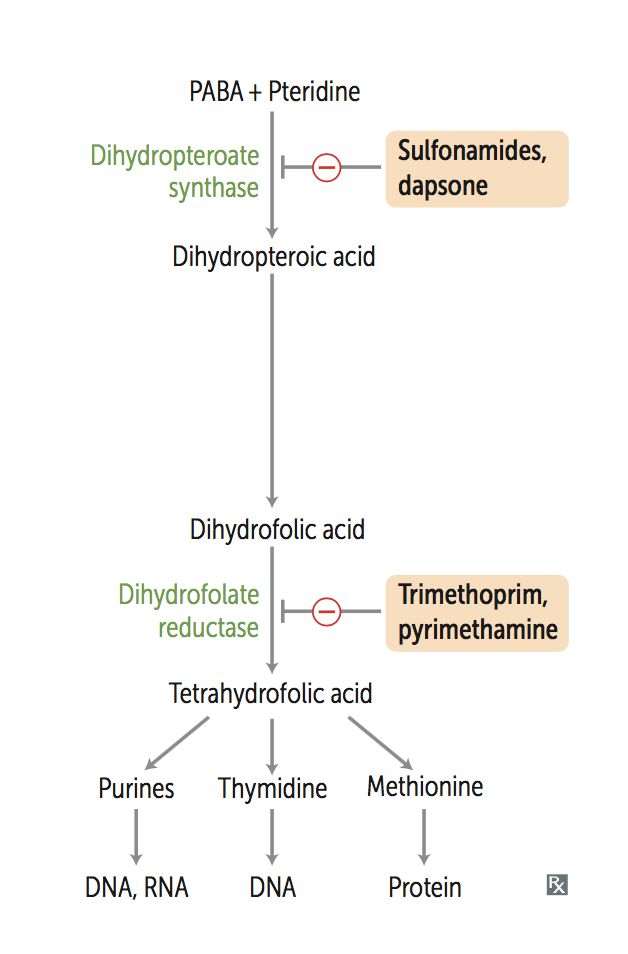 PABA + Pteridine
Dihydropteroate
synthase
Sulfonamides,
dapsone
Dihydropteroic acid
Dihydrofolic acid
Dihydrofolate
reductase
Trimethoprim,
pyrimethamine
Tetrahydrofolic acid
Purines
Thymidine
Methionine
DNA, RNA
DNA
Protein
Rx